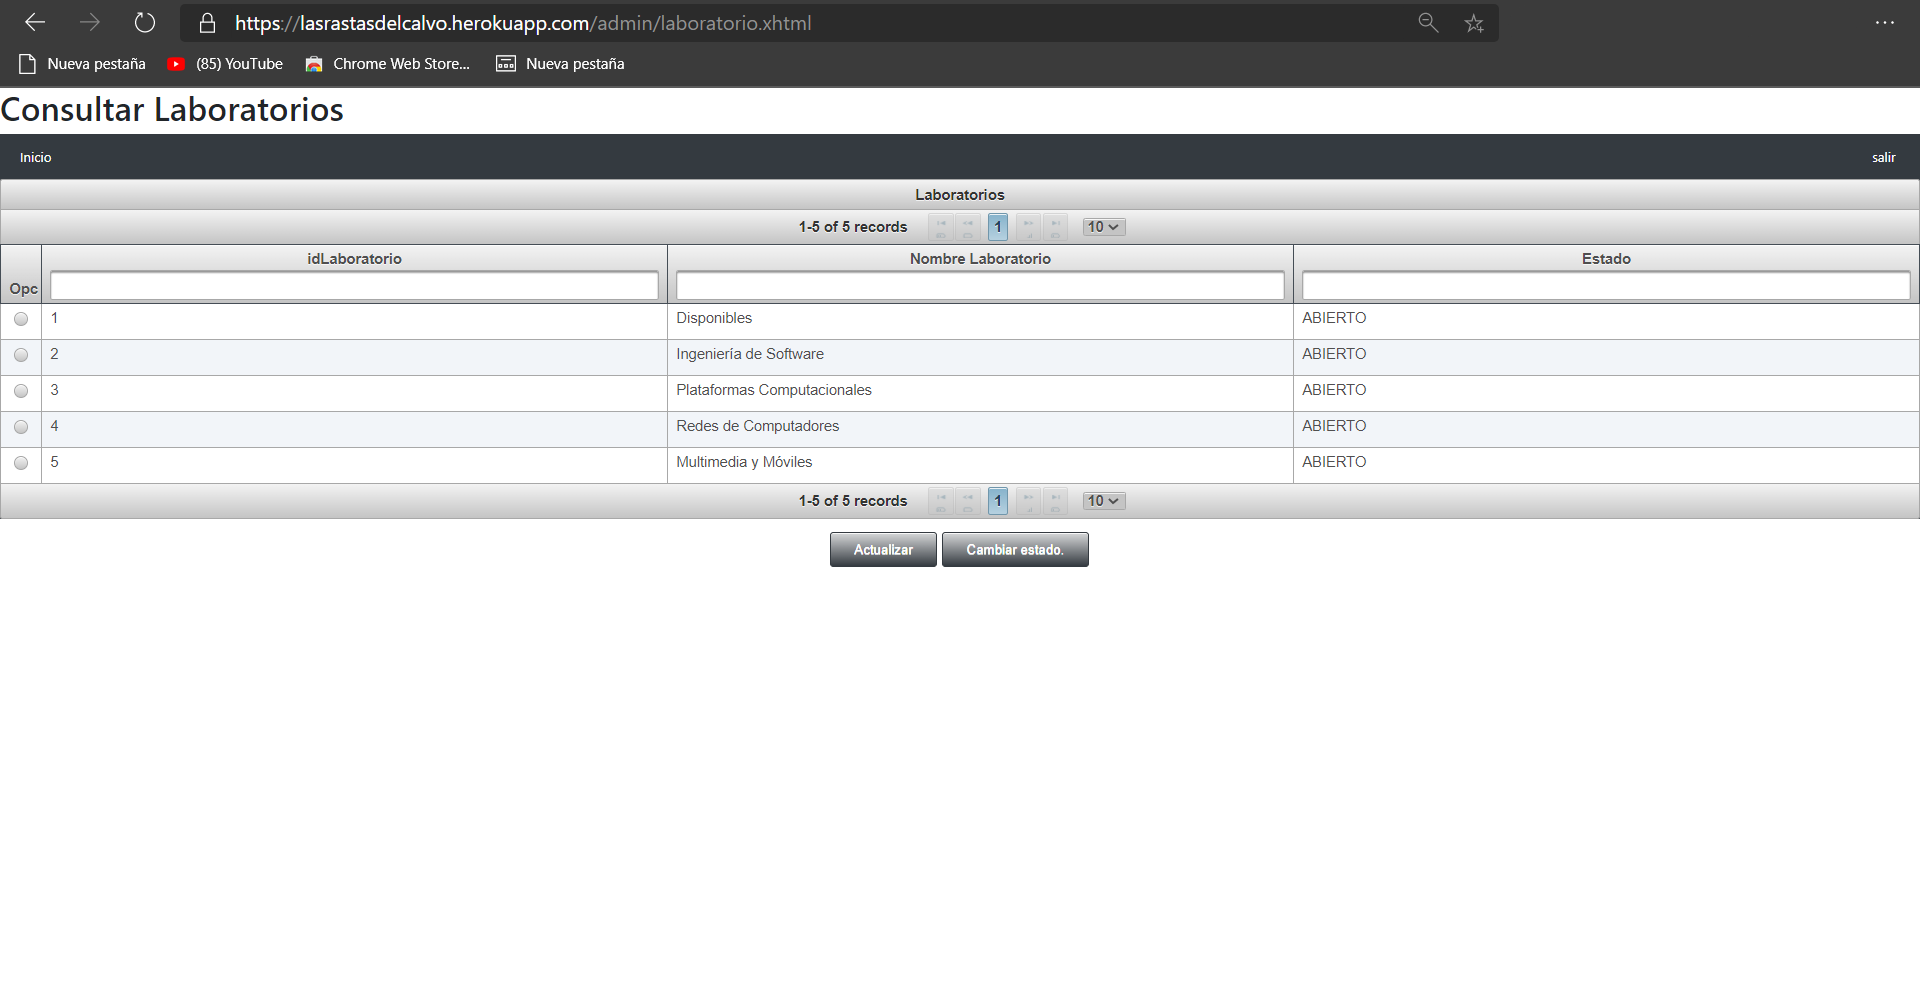 https://lasrastasdelcalvo.herokuapp.com/admin/laboratorio.xhtml
Nueva pestaña (85) YouTube Chrome Web Store... Nueva pestaña
Consultar Laboratorios
Inicio salir
Laboratorios
1-5 of 5 records 1 10
Opc idLaboratorio Nombre Laboratorio Estado
1 Disponibles ABIERTO
2 Ingeniería de Software ABIERTO
3 Plataformas Computacionales ABIERTO
4 Redes de Computadores ABIERTO
5 Multimedia y Móviles ABIERTO
1-5 of 5 records 1 10
Actualizar Cambiar estado.